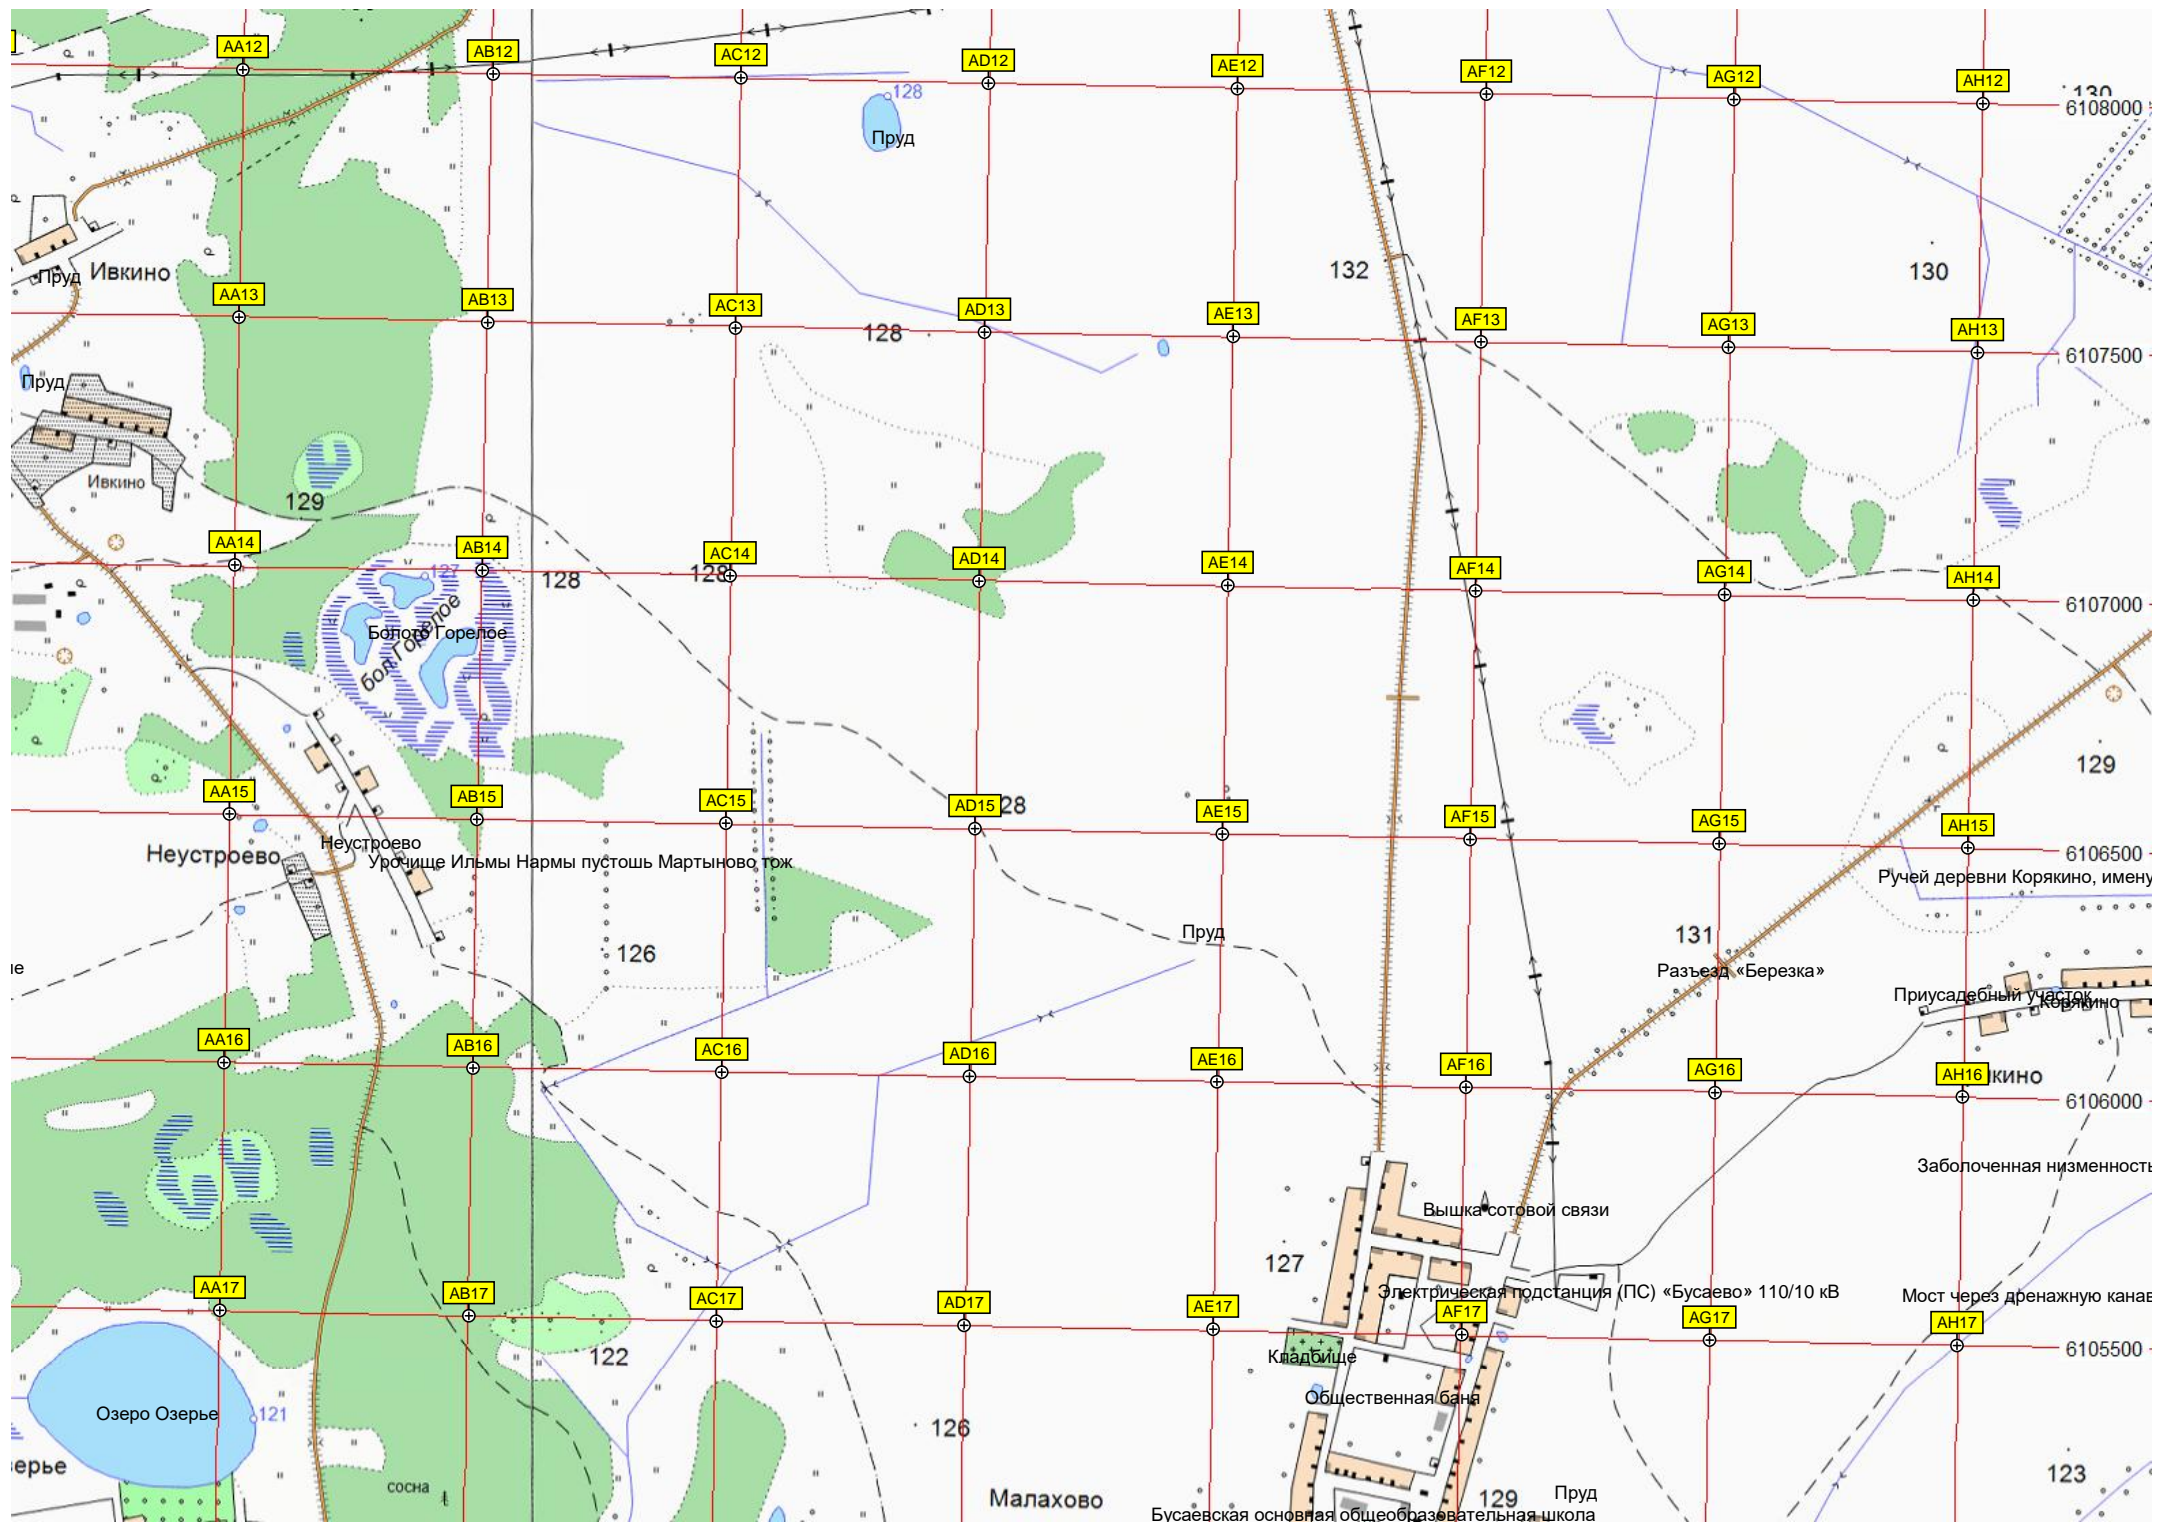 AA12
AB12
AC12
AD12
AE12
AF12
AG12
AH12
130
6108000
128
Пруд
Ивкино
Пруд
132
130
AA13
AB13
AC13
AD13
AE13
AF13
AG13
AH13
128
6107500
Пруд
Ивкино
129
AA14
AB14
AC14
AD14
AE14
AF14
AG14
AH14
127
128
128
6107000
Болото Горелое
бол. Горелое
129
AA15
AB15
AC15
AD15
28
AE15
AF15
AG15
AH15
Неустроево
Неустроево
Урочище Ильмы Нармы пустошь Мартыново тож
6106500
Ручей деревни Корякино, имену
126
Пруд
131
Разъезд «Березка»
ле
Приусадебный участок
Корякино
AA16
AB16
AC16
AD16
AE16
AF16
AG16
AH16
кино
6106000
Заболоченная низменность
Вышка сотовой связи
127
Электрическая подстанция (ПС) «Бусаево» 110/10 кВ
Мост через дренажную канав
AA17
AB17
AC17
AD17
AE17
AF17
AG17
AH17
122
Кладбище
6105500
Общественная баня
Озеро Озерье
121
126
ерье
сосна
Малахово
129
Пруд
123
Бусаевская основная общеобразовательная школа